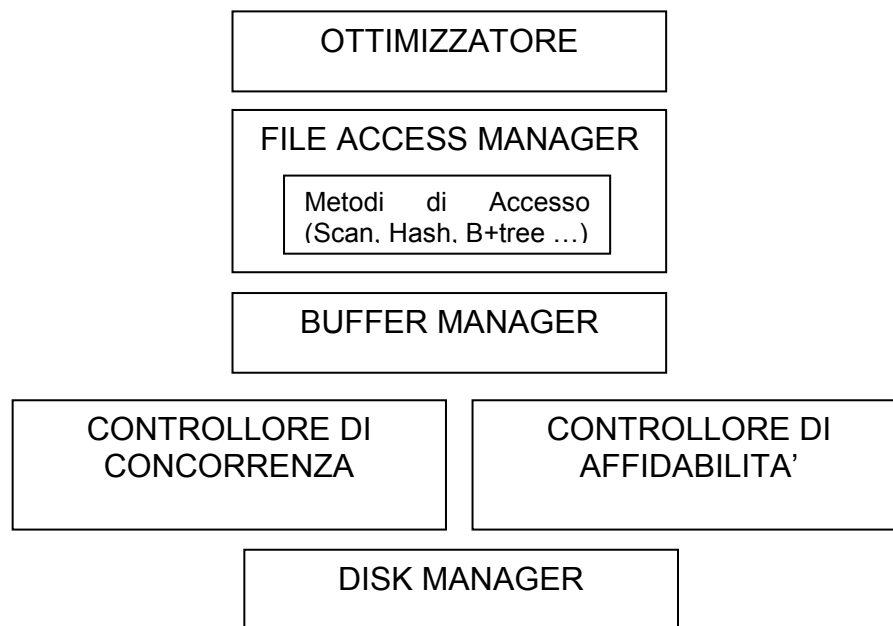 OTTIMIZZATORE
FILE ACCESS MANAGER
Metodi di Accesso
(Scan, Hash, B+tree …)
BUFFER MANAGER
CONTROLLORE DI
CONCORRENZA
CONTROLLORE DI
AFFIDABILITA’
DISK MANAGER